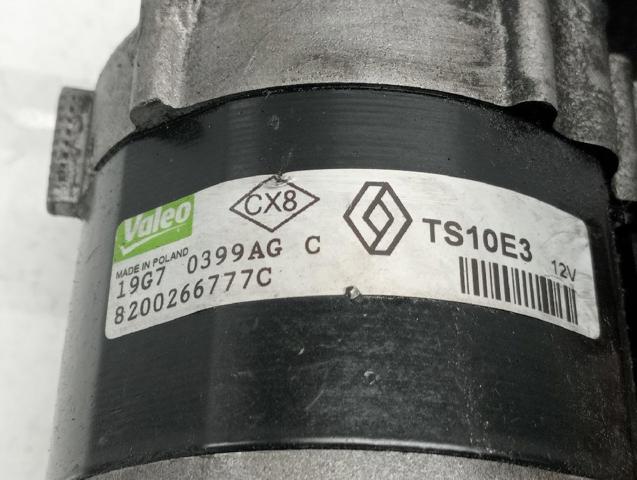 Valeo
CX8
TS10E3
12V
MADE IN POLAND
19G7 0399AG C
8200266777C